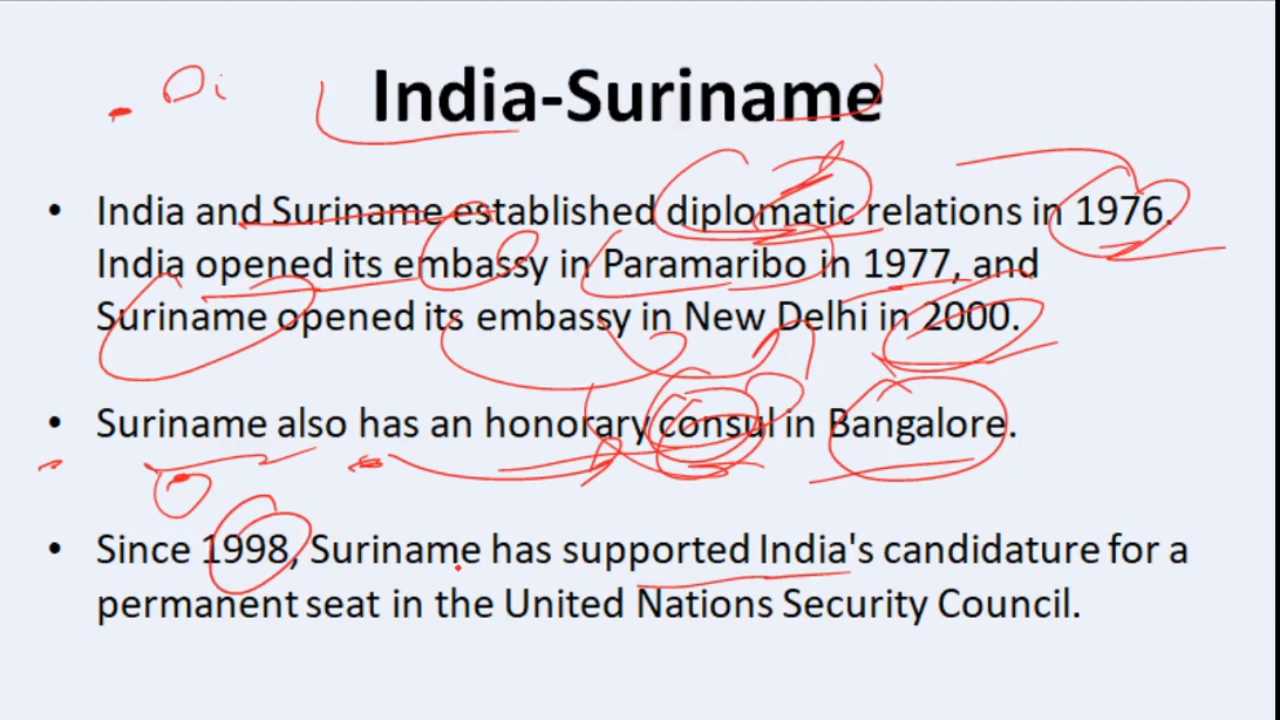 India-Suriname
• India and Suriname established diplomatic relations in 1976.
India opened its embassy in Paramaribo in 1977, and
Suriname opened its embassy in New Delhi in 2000.
• Suriname also has an honorary consul in Bangalore.
• Since 1998, Suriname has supported India's candidature for a
permanent seat in the United Nations Security Council.